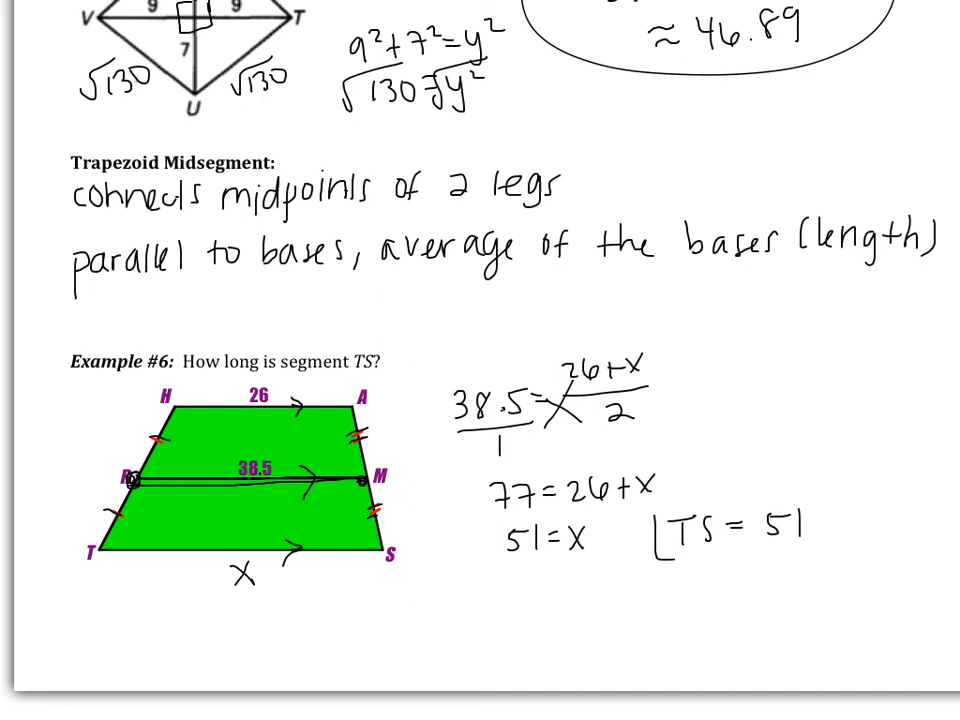 9 9
V T
7
√130 √130
U
9²+7²=y²
√130=√y²
≈ 46.89
Trapezoid Midsegment:
connects midpoints of 2 legs
parallel to bases, average of the bases (length)
Example #6: How long is segment TS?
H 26 A
38.5 M
T S
x
38.5 = 26+x
1 2
77=26+x
51=x TS = 51